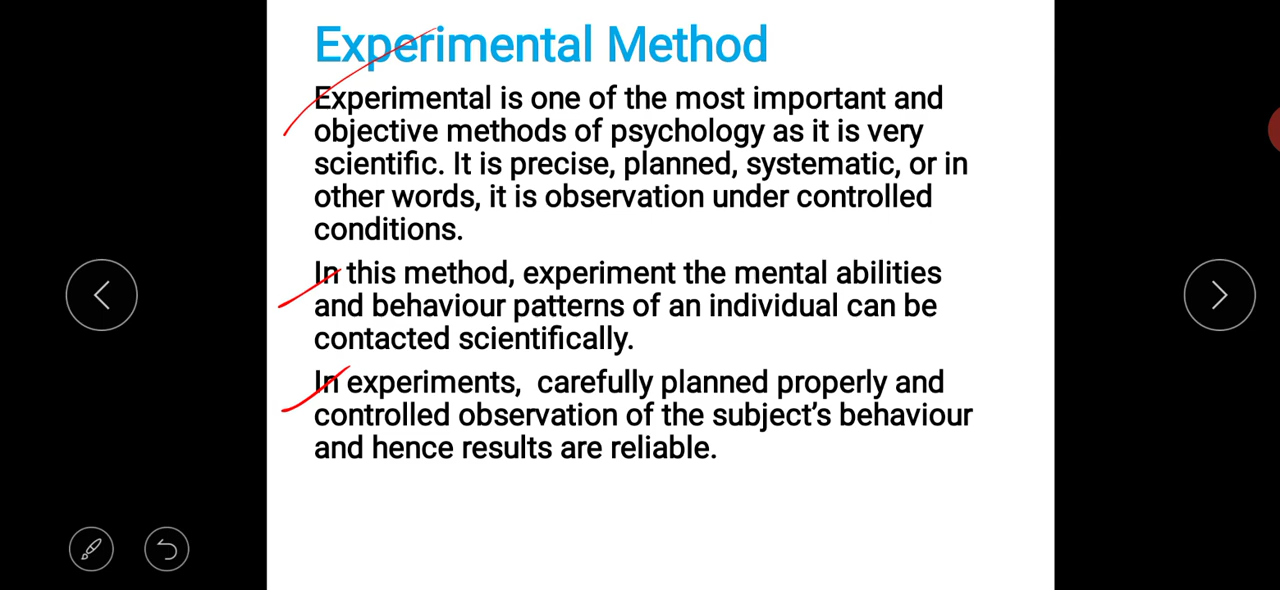 Experimental Method
Experimental is one of the most important and
objective methods of psychology as it is very
scientific. It is precise, planned, systematic, or in
other words, it is observation under controlled
conditions.
In this method, experiment the mental abilities
and behaviour patterns of an individual can be
contacted scientifically.
In experiments,  carefully planned properly and
controlled observation of the subject's behaviour
and hence results are reliable.